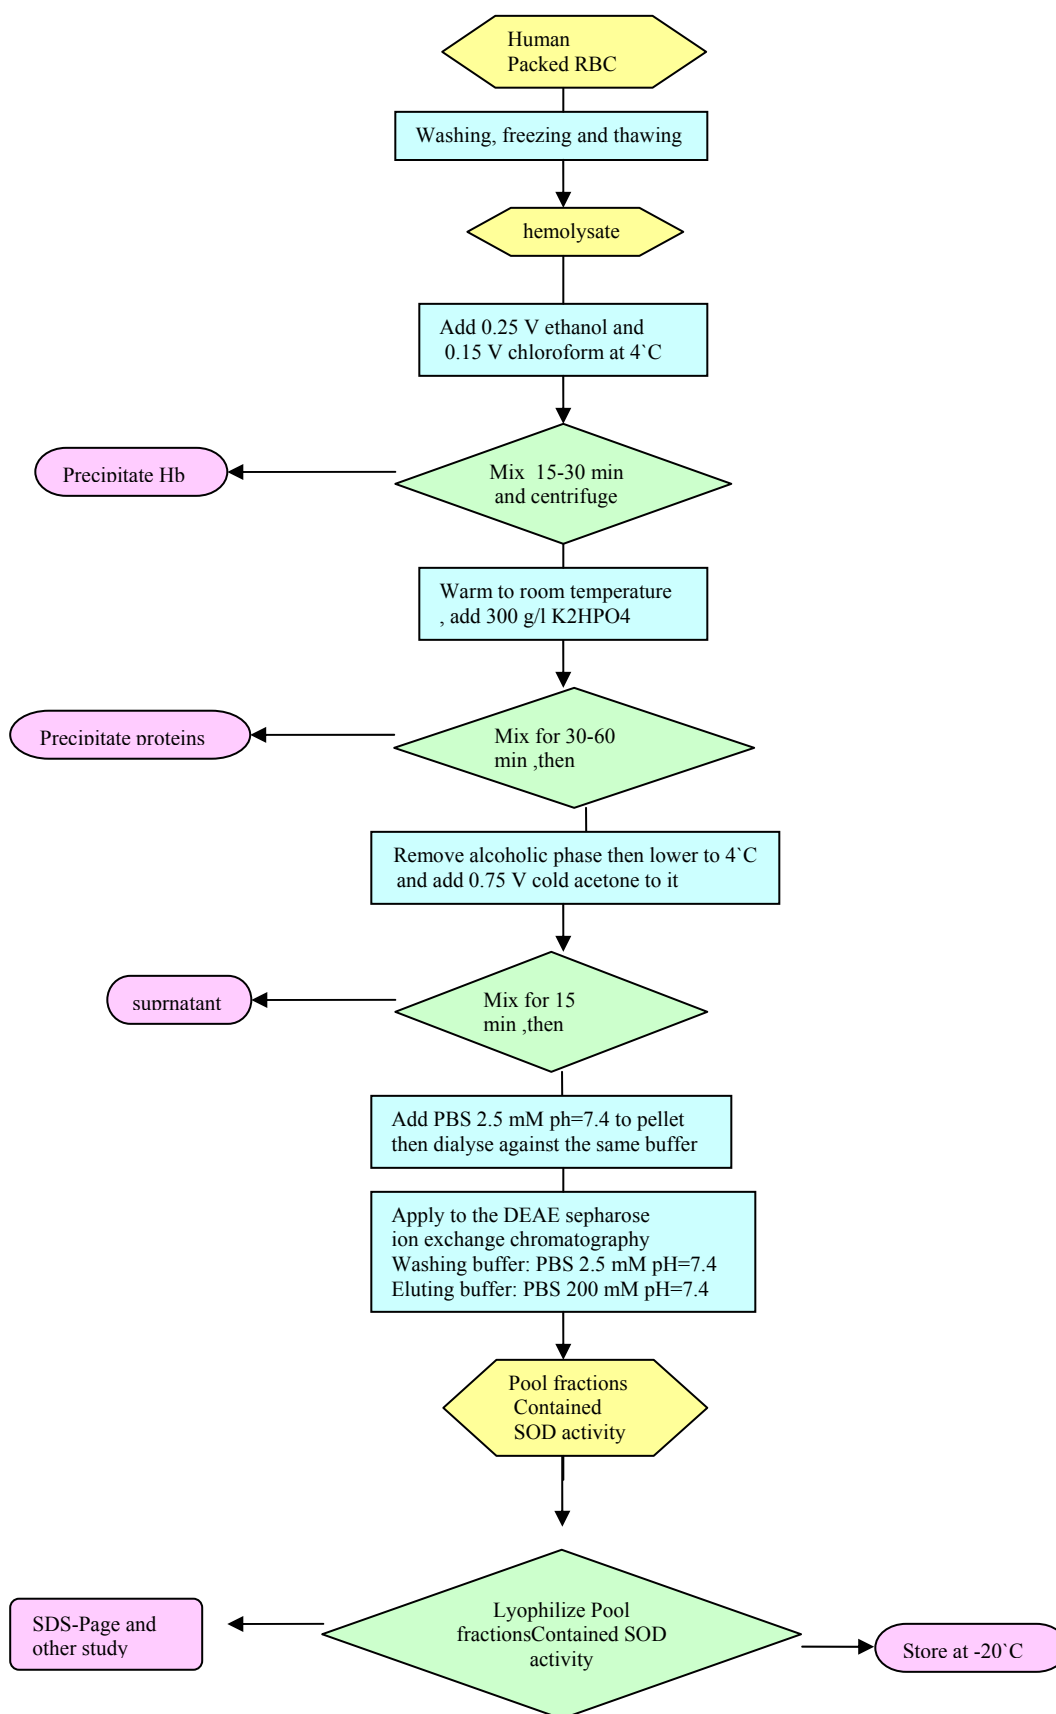 Human
Packed RBC
Washing, freezing and thawing
hemolysate
Add 0.25 V ethanol and
0.15 V chloroform at 4`C
Mix 15-30 min
and centrifuge
Precipitate Hb
Warm to room temperature
, add 300 g/l K2HPO4
Mix for 30-60
min ,then
Precipitate proteins
Remove alcoholic phase then lower to 4`C
and add 0.75 V cold acetone to it
Mix for 15
min ,then
suprnatant
Add PBS 2.5 mM ph=7.4 to pellet
then dialyse against the same buffer
Apply to the DEAE sepharose
ion exchange chromatography
Washing buffer: PBS 2.5 mM pH=7.4
Eluting buffer: PBS 200 mM pH=7.4
Pool fractions
Contained
SOD activity
Lyophilize Pool
fractionsContained SOD
activity
SDS-Page and
other study
Store at -20`C